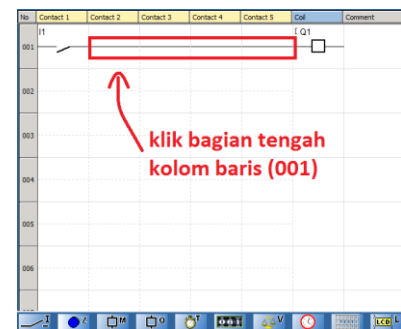 No Contact 1 Contact 2 Contact 3 Contact 4 Contact 5 Coil Comment
I1 [ Q1
001
002
klik bagian tengah
kolom baris (001)
003
004
005
006
I Z M Q T V LCD L